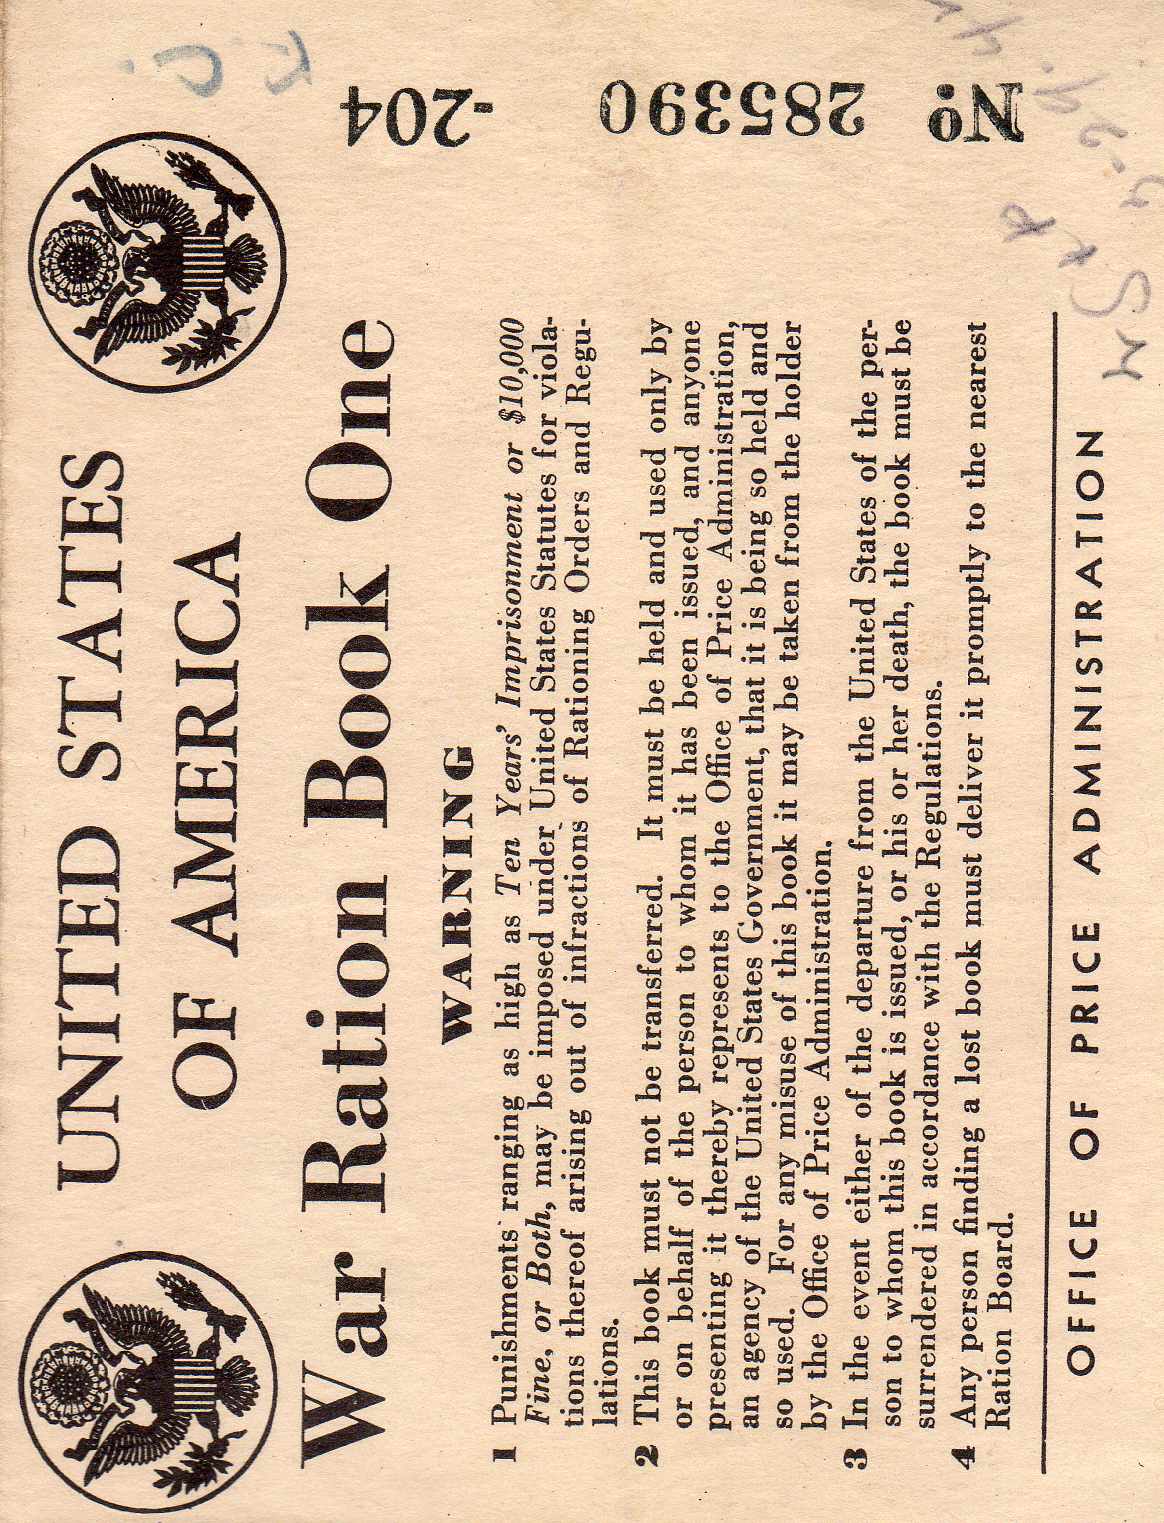 UNITED STATES
OF AMERICA
War Ration Book One
WARNING
1 Punishments ranging as high as Ten Years' Imprisonment or $10,000
Fine, or Both, may be imposed under United States Statutes for viola-
tions thereof arising out of infractions of Rationing Orders and Regu-
lations.
2 This book must not be transferred. It must be held and used only by
or on behalf of the person to whom it has been issued, and anyone
presenting it thereby represents to the Office of Price Administration,
an agency of the United States Government, that it is being so held and
so used. For any misuse of this book it may be taken from the holder
by the Office of Price Administration.
3 In the event either of the departure from the United States of the per-
son to whom this book is issued, or his or her death, the book must be
surrendered in accordance with the Regulations.
4 Any person finding a lost book must deliver it promptly to the nearest
Ration Board.
OFFICE OF PRICE ADMINISTRATION
No 285390 -204